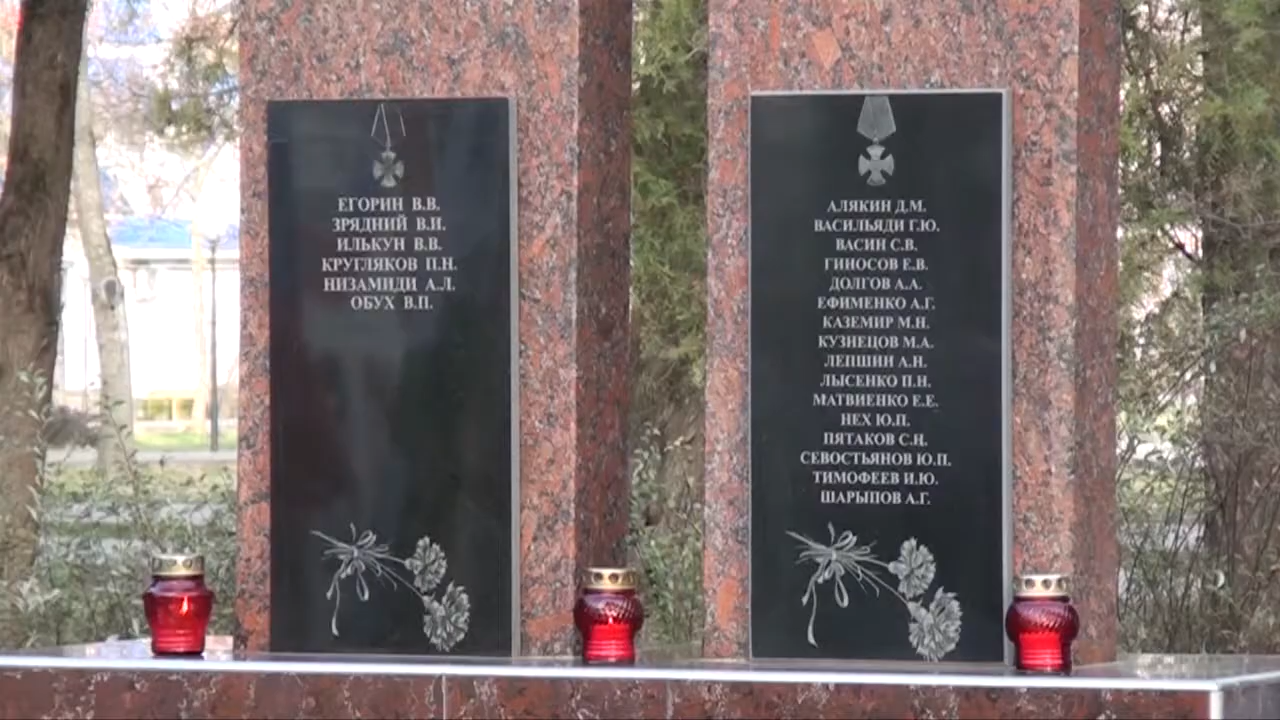 ЕГОРИН В.В.
ЗРЯДНИЙ В.И.
ИЛЬКУН В.В.
КРУГЛЯКОВ П.Н.
НИЗАМИДИ А.Л.
ОБУХ В.П.
АЛЯКИН Д.М.
ВАСИЛЬЯДИ Г.Ю.
ВАСИН С.В.
ГИНОСОВ Е.В.
ДОЛГОВ А.А.
ЕФИМЕНКО А.Г.
КАЗЕМИР М.Н.
КУЗНЕЦОВ М.А.
ЛЕПШИН А.Н.
ЛЫСЕНКО П.Н.
МАТВИЕНКО Е.Е.
НЕХ Ю.П.
ПЯТАКОВ С.Н.
СЕВОСТЬЯНОВ Ю.П.
ТИМОФЕЕВ И.Ю.
ШАРЫПОВ А.Г.